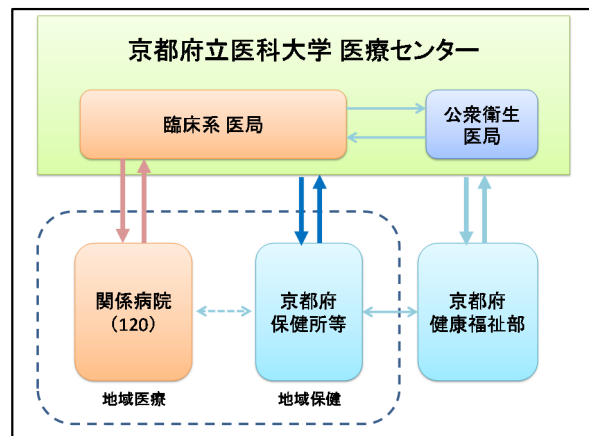 京都府立医科大学 医療センター
臨床系 医局
公衆衛生
医局
関係病院
（120）
京都府
保健所等
京都府
健康福祉部
地域医療
地域保健